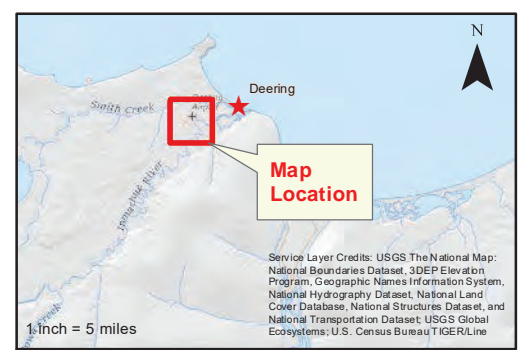 N
Deering
Smith Creek
Map
Location
Inmachuk River
Creek
Service Layer Credits: USGS The National Map:
National Boundaries Dataset, 3DEP Elevation
Program, Geographic Names Information System,
National Hydrography Dataset, National Land
Cover Database, National Structures Dataset, and
National Transportation Dataset; USGS Global
Ecosystems; U.S. Census Bureau TIGER/Line
1 inch = 5 miles